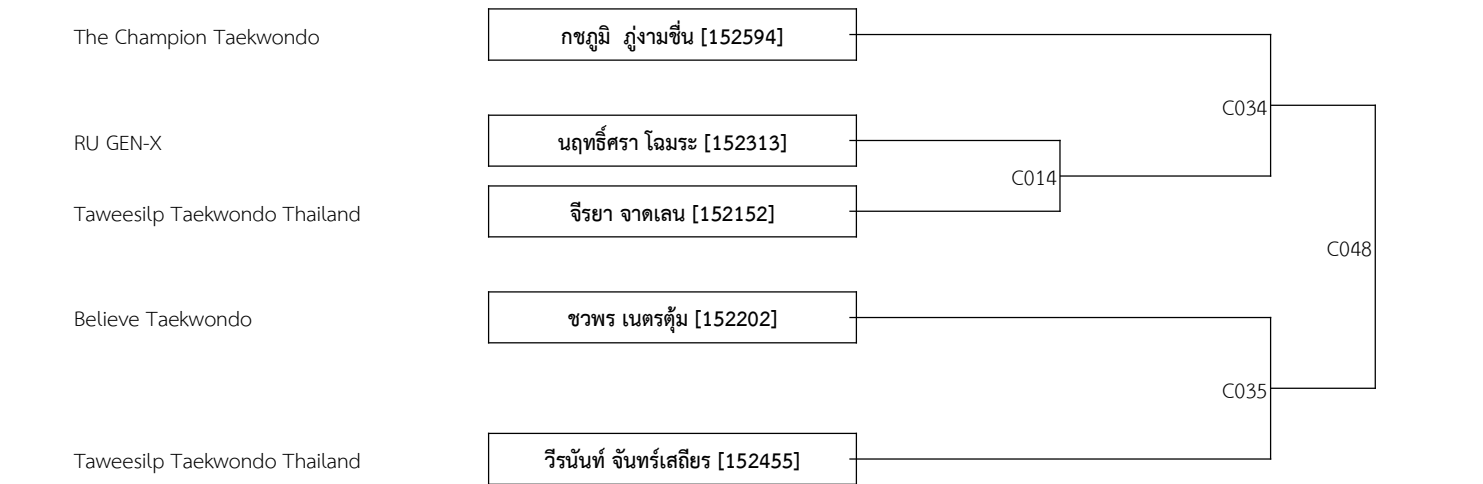 The Champion Taekwondo กชภูมิ ภู่งามชื่น [152594]
C034
RU GEN-X นฤทธิ์ศรา โฉมระ [152313]
C014
Taweesilp Taekwondo Thailand จีรยา จาดเลน [152152]
C048
Believe Taekwondo ชวพร เนตรตุ้ม [152202]
C035
Taweesilp Taekwondo Thailand วีรนันท์ จันทร์เสถียร [152455]